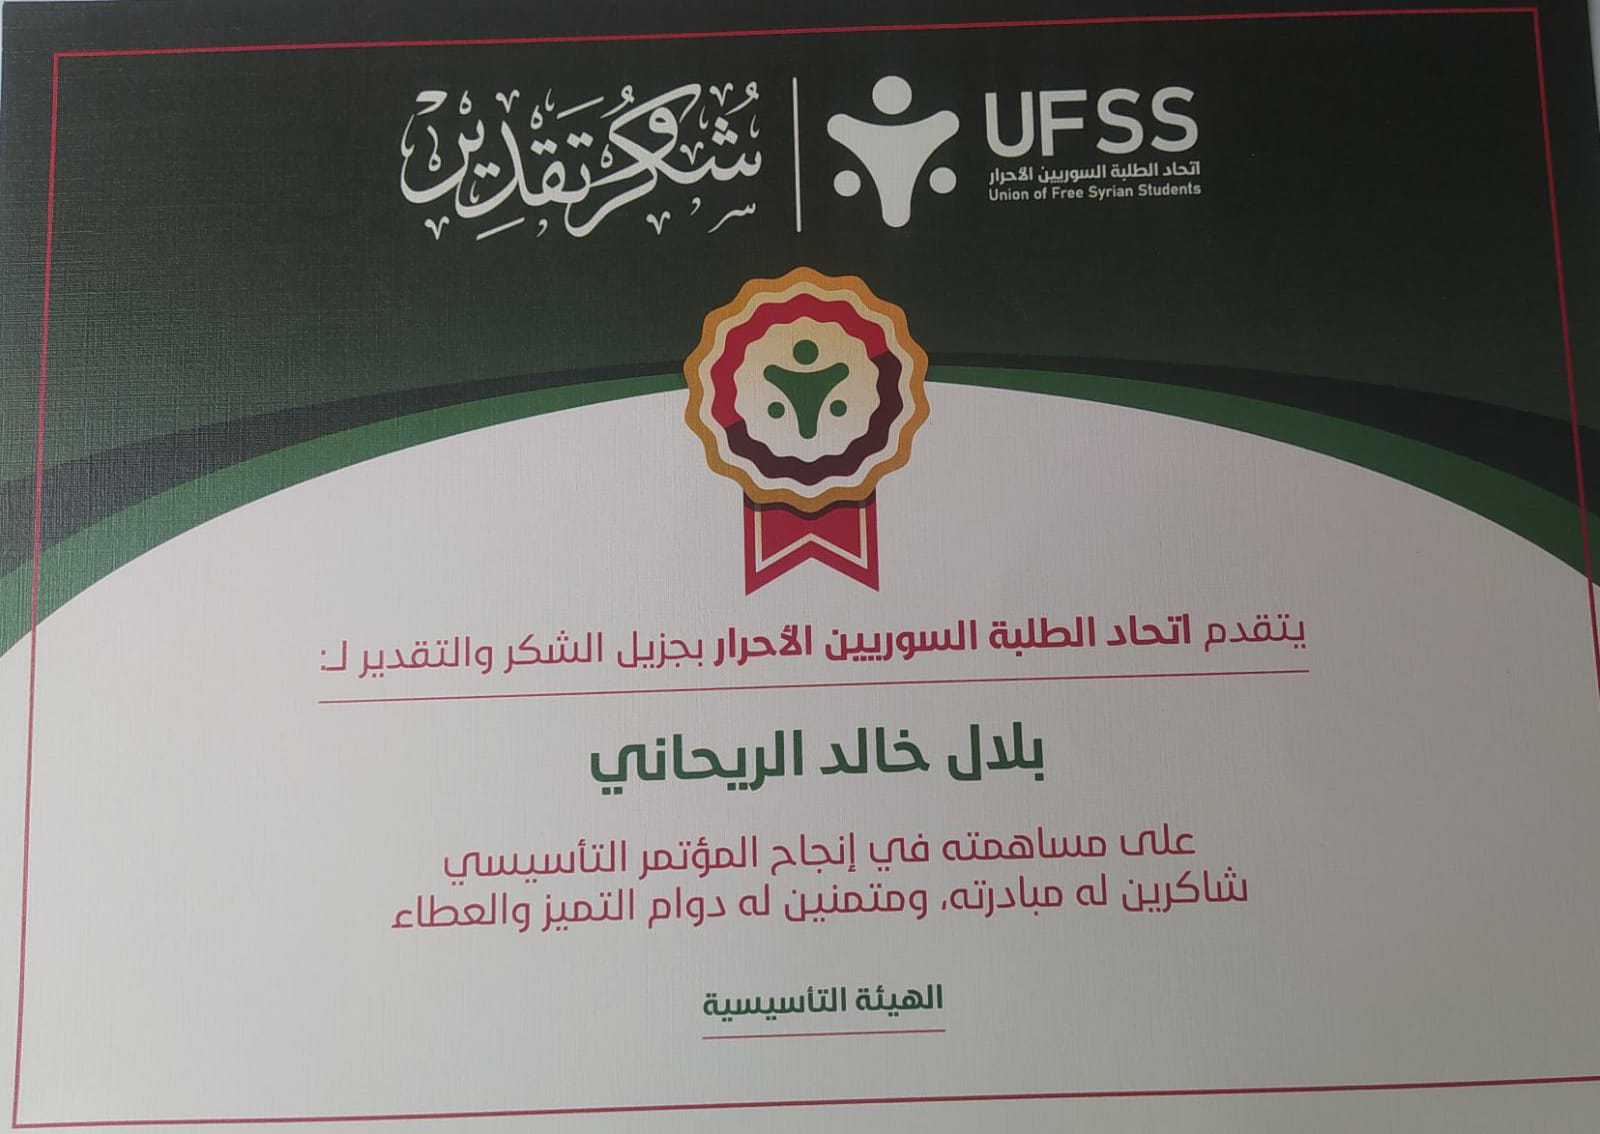 شكر وتقدير
UFSS
اتحاد الطلبة السوريين الأحرار
Union of Free Syrian Students
يتقدم اتحاد الطلبة السوريين الأحرار بجزيل الشكر والتقدير لـ:
بلال خالد الريحاني
على مساهمته في إنجاح المؤتمر التأسيسي
شاكرين له مبادرته، ومتمنين له دوام التميز والعطاء
الهيئة التأسيسية